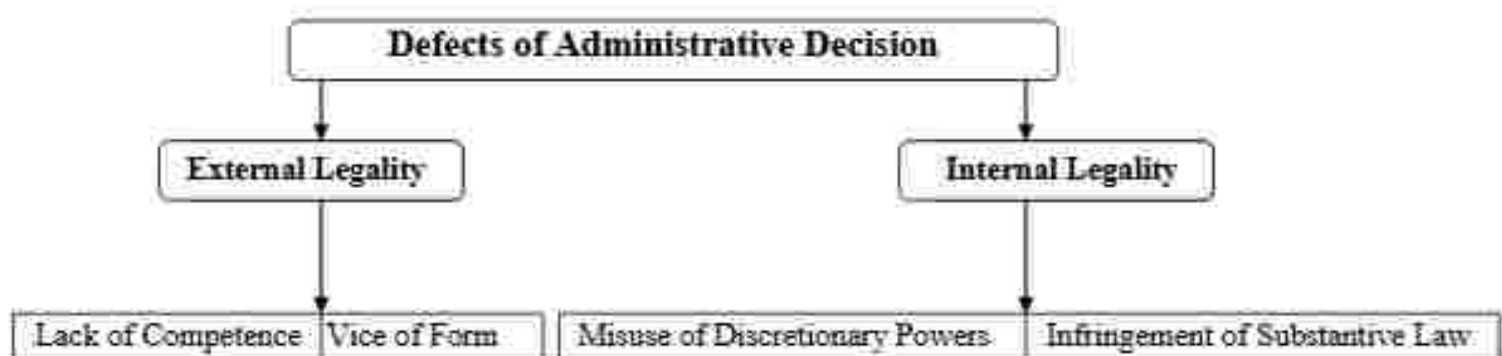 Defects of Administrative Decision
External Legality
Internal Legality
Lack of Competence
Vice of Form
Misuse of Discretionary Powers
Infringement of Substantive Law